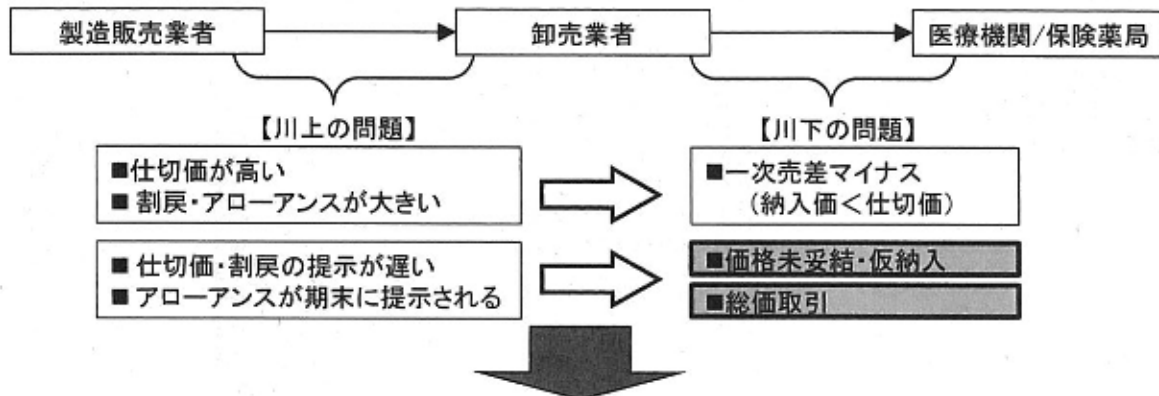 製造販売業者
卸売業者
医療機関/保険薬局
【川上の問題】
【川下の問題】
■仕切価が高い
■ 割戻・アローアンスが大きい
■一次売差マイナス
（納入価＜仕切価）
■ 仕切価・割戻の提示が遅い
■ アローアンスが期末に提示される
■価格未妥結・仮納入
■総価取引